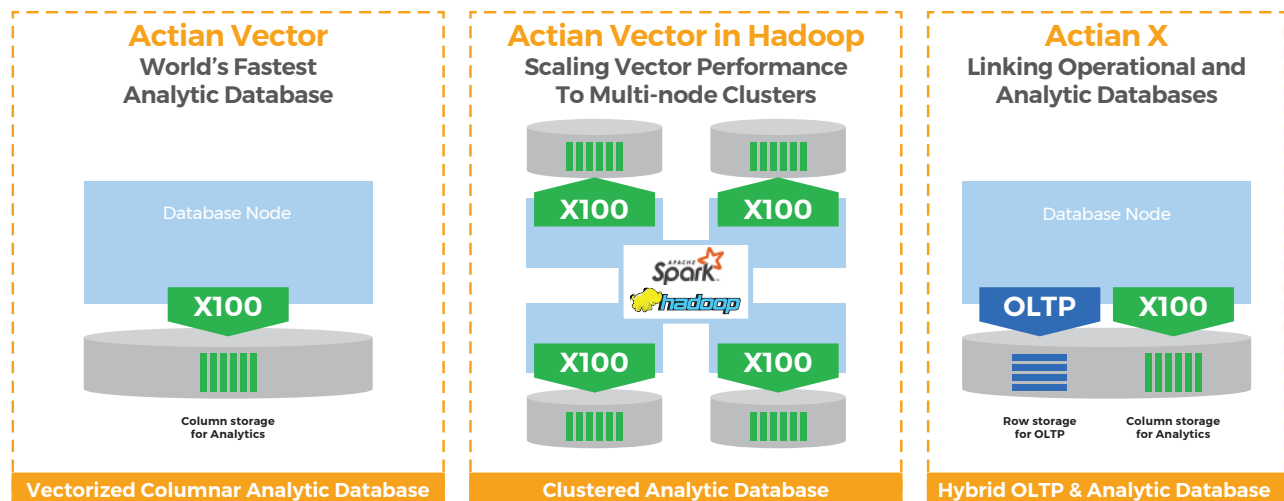 Actian Vector
World's Fastest
Analytic Database
Database Node
X100
Column storage
for Analytics
Vectorized Columnar Analytic Database
Actian Vector in Hadoop
Scaling Vector Performance
To Multi-node Clusters
X100
X100
APACHE
Spark
hadoop
X100
X100
Clustered Analytic Database
Actian X
Linking Operational and
Analytic Databases
Database Node
OLTP
X100
Row storage
for OLTP
Column storage
for Analytics
Hybrid OLTP & Analytic Database